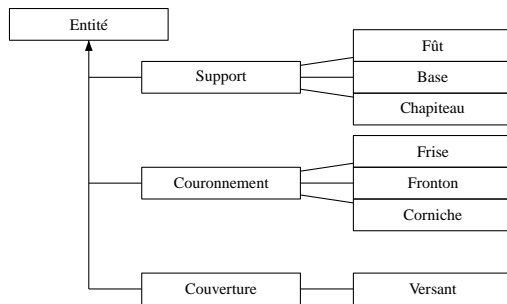 Entité
Support
Fût
Base
Chapiteau
Couronnement
Frise
Fronton
Corniche
Couverture
Versant